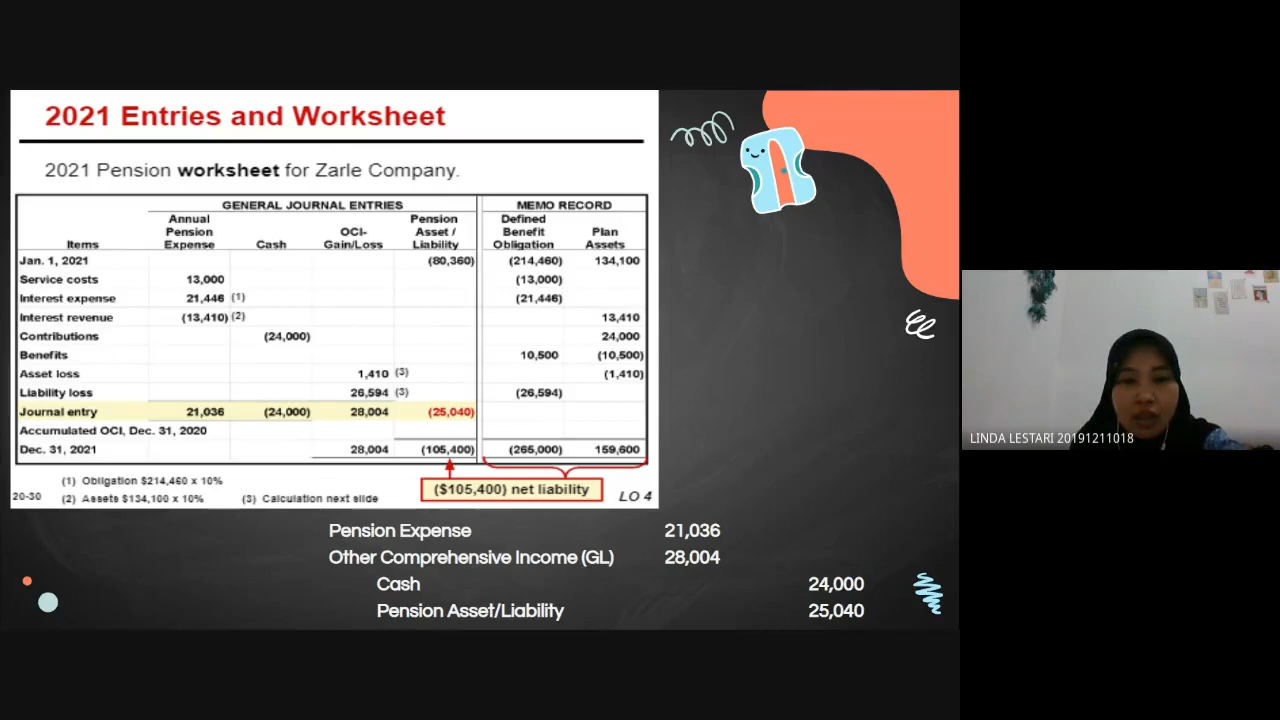 2021 Entries and Worksheet
2021 Pension worksheet for Zarle Company.
GENERAL JOURNAL ENTRIES MEMO RECORD
Items Annual Pension Expense Cash OCI-Gain/Loss Pension Asset / Liability Defined Benefit Obligation Plan Assets
Jan. 1, 2021 (80,360) (214,460) 134,100
Service costs 13,000 (13,000)
Interest expense 21,446 (1) (21,446)
Interest revenue (13,410) (2) 13,410
Contributions (24,000) 24,000
Benefits 10,500 (10,500)
Asset loss 1,410 (3) (1,410)
Liability loss 26,594 (3) (26,594)
Journal entry 21,036 (24,000) 28,004 (25,040)
Accumulated OCI, Dec. 31, 2020
Dec. 31, 2021 28,004 (105,400) (265,000) 159,600
(1) Obligation $214,460 x 10%
($105,400) net liability
20-30 (2) Assets $134,100 x 10% (3) Calculation next slide LO 4
Pension Expense 21,036
Other Comprehensive Income (GL) 28,004
Cash 24,000
Pension Asset/Liability 25,040
LINDA LESTARI 20191211018